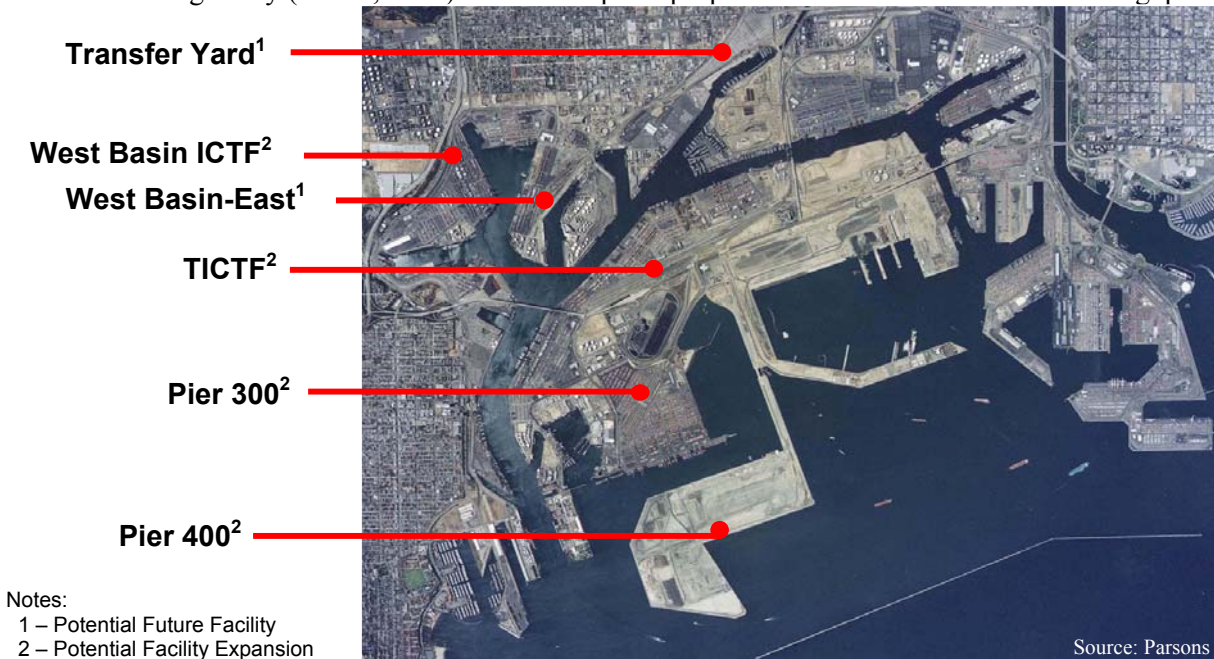 Transfer Yard¹
West Basin ICTF²
West Basin-East¹
TICTF²
Pier 300²
Pier 400²
Notes:
1 – Potential Future Facility
2 – Potential Facility Expansion
Source: Parsons